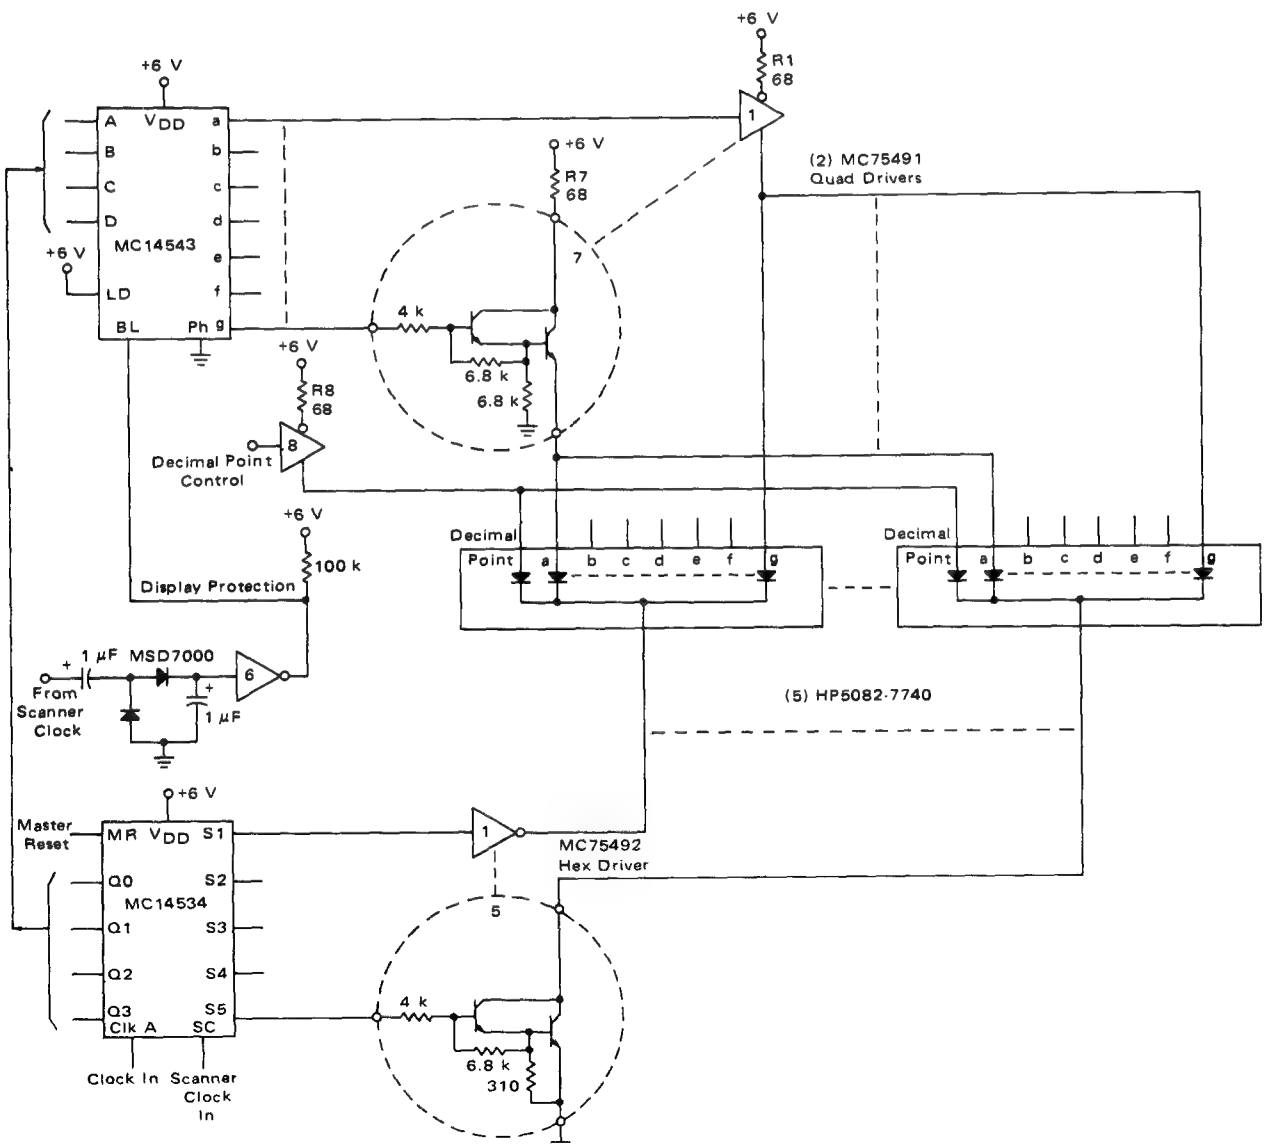 +6 V
R1
68
1
+6 V
A
VDD
a
B
b
C
c
D
d
MC14543
e
+6 V
LD
f
BL
Ph
g
+6 V
R7
68
7
4 k
6.8 k
6.8 k
(2) MC75491
Quad Drivers
+6 V
R8
68
8
Decimal Point
Control
+6 V
100 k
Display Protection
Decimal
Point
a
b
c
d
e
f
g
Decimal
Point
a
b
c
d
e
f
g
+
1 µF
MSD7000
6
From
Scanner
Clock
+
1 µF
(5) HP5082-7740
+6 V
Master
Reset
MR
VDD
S1
Q0
S2
MC14534
Q1
S3
Q2
S4
Q3
S5
Clk A
SC
Clock In
Scanner
Clock
In
1
MC75492
Hex Driver
5
4 k
6.8 k
310